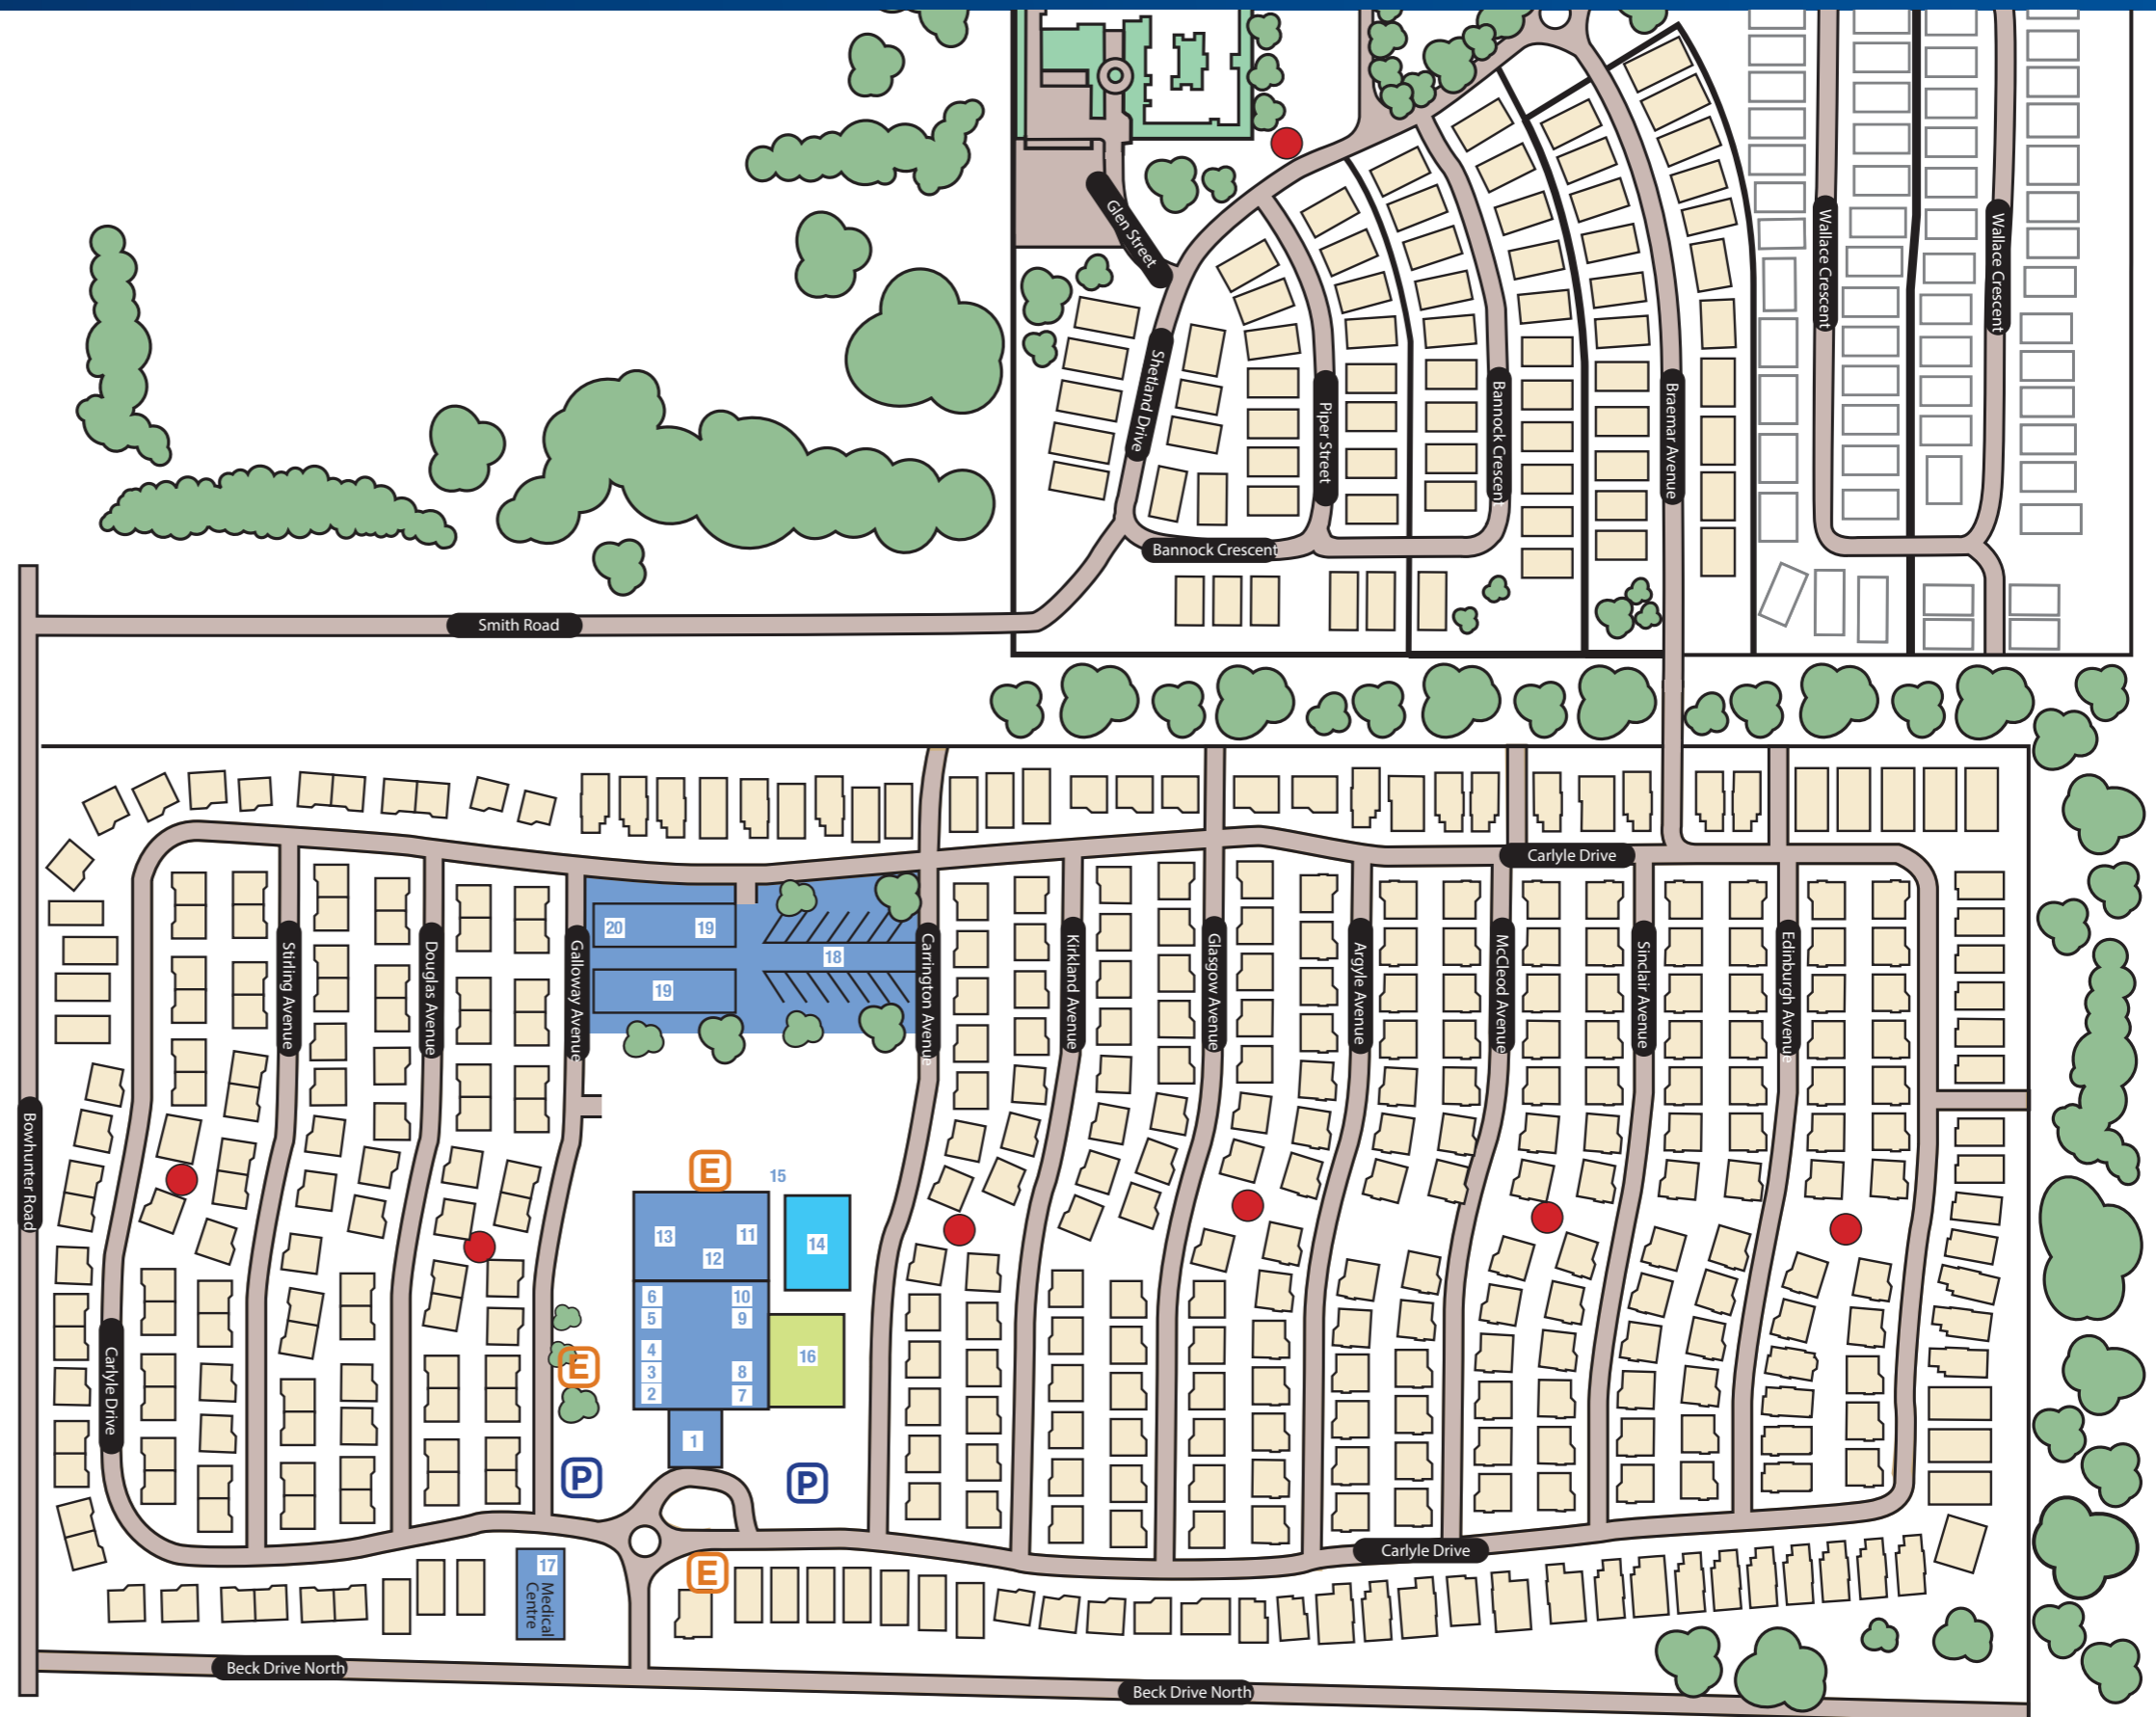 Glen Street
Wallace Crescent
Wallace Crescent
Shetland Drive
Piper Street
Bannock Crescent
Braemar Avenue
Bannock Crescent
Smith Road
Carlyle Drive
Stirling Avenue
Douglas Avenue
Galloway Avenue
20
19
18
19
Carrington Avenue
Kirkland Avenue
Glasgow Avenue
Argyle Avenue
McCleod Avenue
Sinclair Avenue
Edinburgh Avenue
Bowhunter Road
E
15
13
11
12
14
6
10
5
9
4
3
8
2
7
16
E
Carlyle Drive
1
P
P
Carlyle Drive
17
Medical
Centre
E
Beck Drive North
Beck Drive North